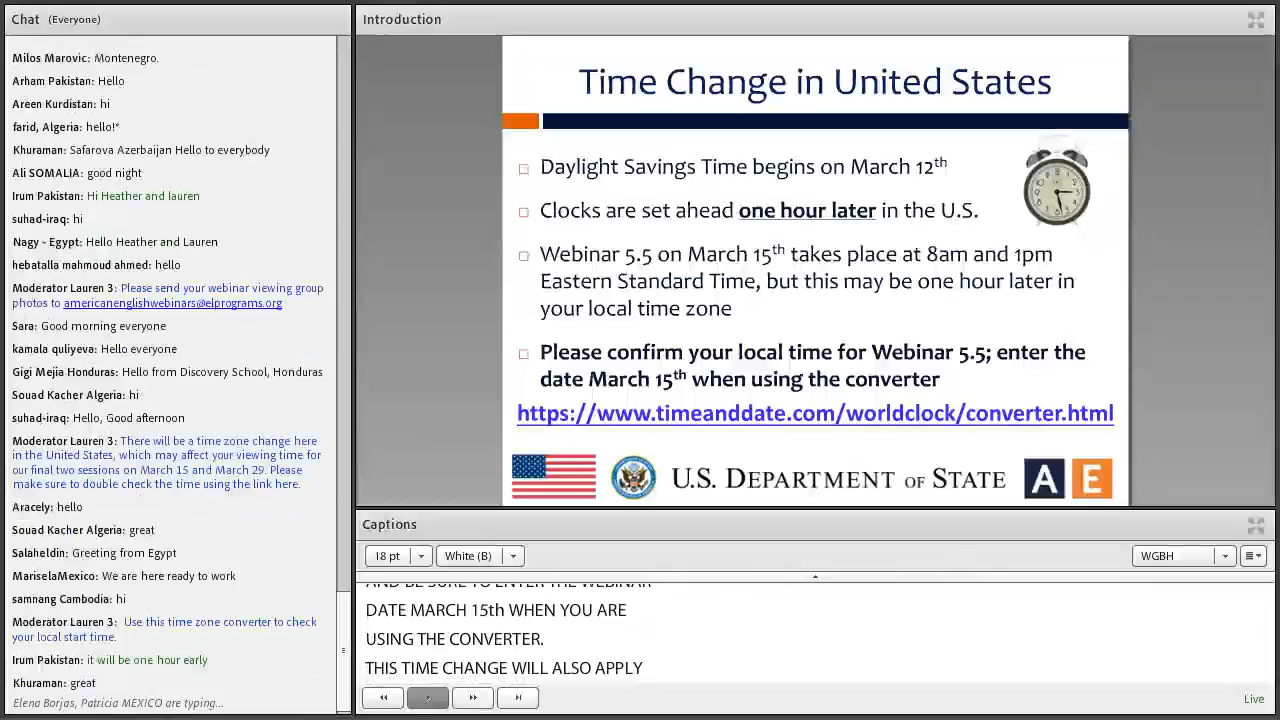 Chat (Everyone)
Milos Marovic: Montenegro.
Arham Pakistan: Hello
Areen Kurdistan: hi
farid, Algeria: hello!*
Khuraman: Safarova Azerbaijan Hello to everybody
Ali SOMALIA: good night
Irum Pakistan: Hi Heather and lauren
suhad-iraq: hi
Nagy - Egypt: Hello Heather and Lauren
hebatalla mahmoud ahmed: hello
Moderator Lauren 3: Please send your webinar viewing group
photos to americanenglishwebinars@elprograms.org
Sara: Good morning everyone
kamala quliyeva: Hello everyone
Gigi Mejia Honduras: Hello from Discovery School, Honduras
Souad Kacher Algeria: hi
suhad-iraq: Hello, Good afternoon
Moderator Lauren 3: There will be a time zone change here
in the United States, which may affect your viewing time for
our final two sessions on March 15 and March 29. Please
make sure to double check the time using the link here.
Aracely: hello
Souad Kacher Algeria: great
Salaheldin: Greeting from Egypt
MariselaMexico: We are here ready to work
samnang Cambodia: hi
Moderator Lauren 3: Use this time zone converter to check
your local start time.
Irum Pakistan: it will be one hour early
Khuraman: great
Elena Borjas, Patricia MEXICO are typing...
Introduction
Time Change in United States
Daylight Savings Time begins on March 12th
Clocks are set ahead one hour later in the U.S.
Webinar 5.5 on March 15th takes place at 8am and 1pm
Eastern Standard Time, but this may be one hour later in
your local time zone
Please confirm your local time for Webinar 5.5; enter the
date March 15th when using the converter
https://www.timeanddate.com/worldclock/converter.html
U.S. DEPARTMENT OF STATE
A E
Captions
18 pt White (B) WGBH
AND BE SURE TO ENTER THE WEBINAR
DATE MARCH 15th WHEN YOU ARE
USING THE CONVERTER.
THIS TIME CHANGE WILL ALSO APPLY
Live